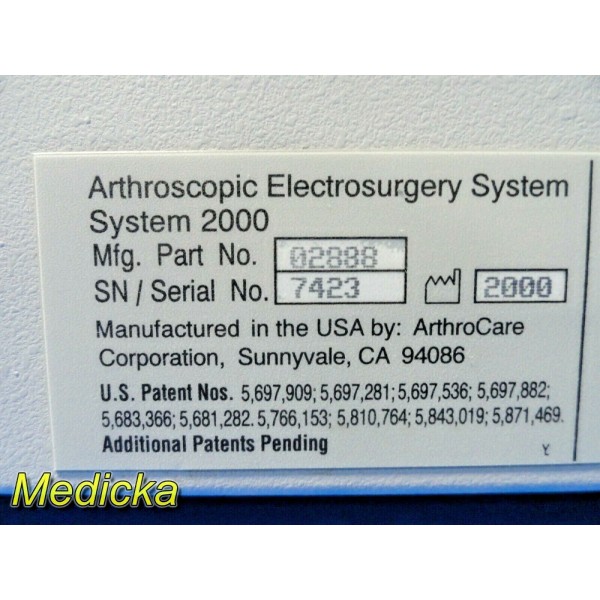 Arthroscopic Electrosurgery System
System 2000
Mfg. Part No. 02888
SN / Serial No. 7423 2000
Manufactured in the USA by: ArthroCare
Corporation, Sunnyvale, CA 94086
U.S. Patent Nos. 5,697,909; 5,697,281; 5,697,536; 5,697,882;
5,683,366; 5,681,282. 5,766,153; 5,810,764; 5,843,019; 5,871,469.
Additional Patents Pending Y
Medicka